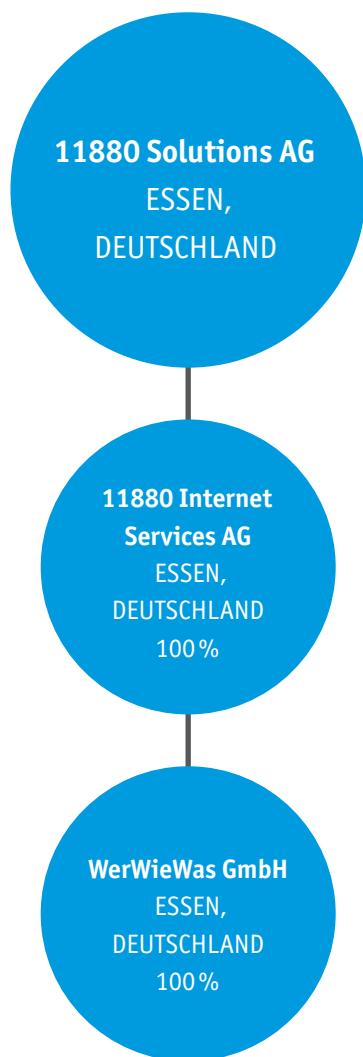 11880 Solutions AG
ESSEN,
DEUTSCHLAND
11880 Internet
Services AG
ESSEN,
DEUTSCHLAND
100 %
WerWieWas GmbH
ESSEN,
DEUTSCHLAND
100 %